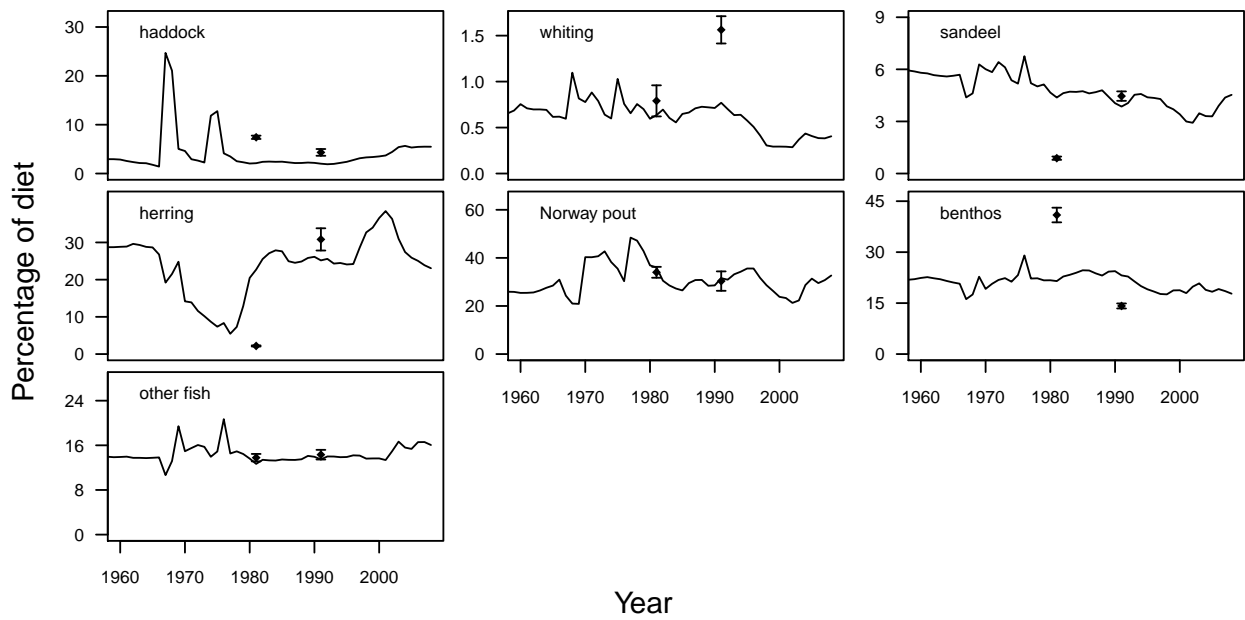 haddock
30
20
10
0
whiting
1.5
1.0
0.5
0.0
sandeel
9
6
3
0
Percentage of diet
herring
30
20
10
0
Norway pout
60
40
20
0
1960 1970 1980 1990 2000
benthos
45
30
15
0
1960 1970 1980 1990 2000
other fish
24
16
8
0
1960 1970 1980 1990 2000
Year